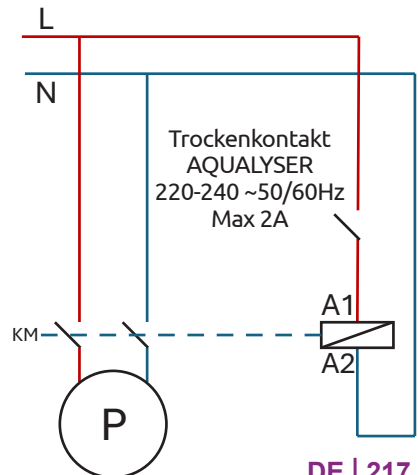 L
N
Trockenkontakt
AQUALYSER
220-240 ~50/60Hz
Max 2A
A1
KM
A2
P
DE | 217